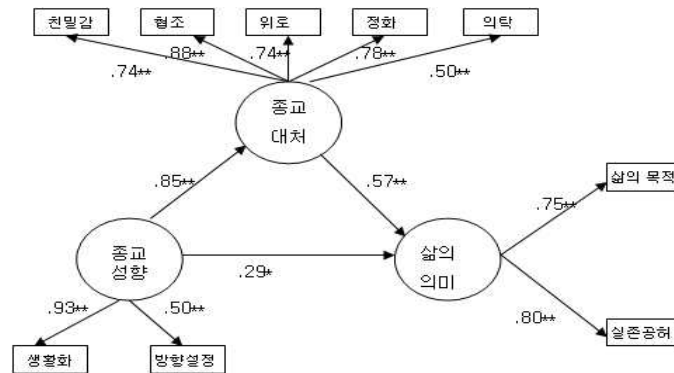 친밀감
협조
위로
정화
의탁
.74**
.88**
.74**
.78**
.50**
종교
대처
.85**
.57**
삶의 목적
.75**
종교
성향
.29*
삶의
의미
.93**
.50**
.80**
실존공허
생활화
방향설정